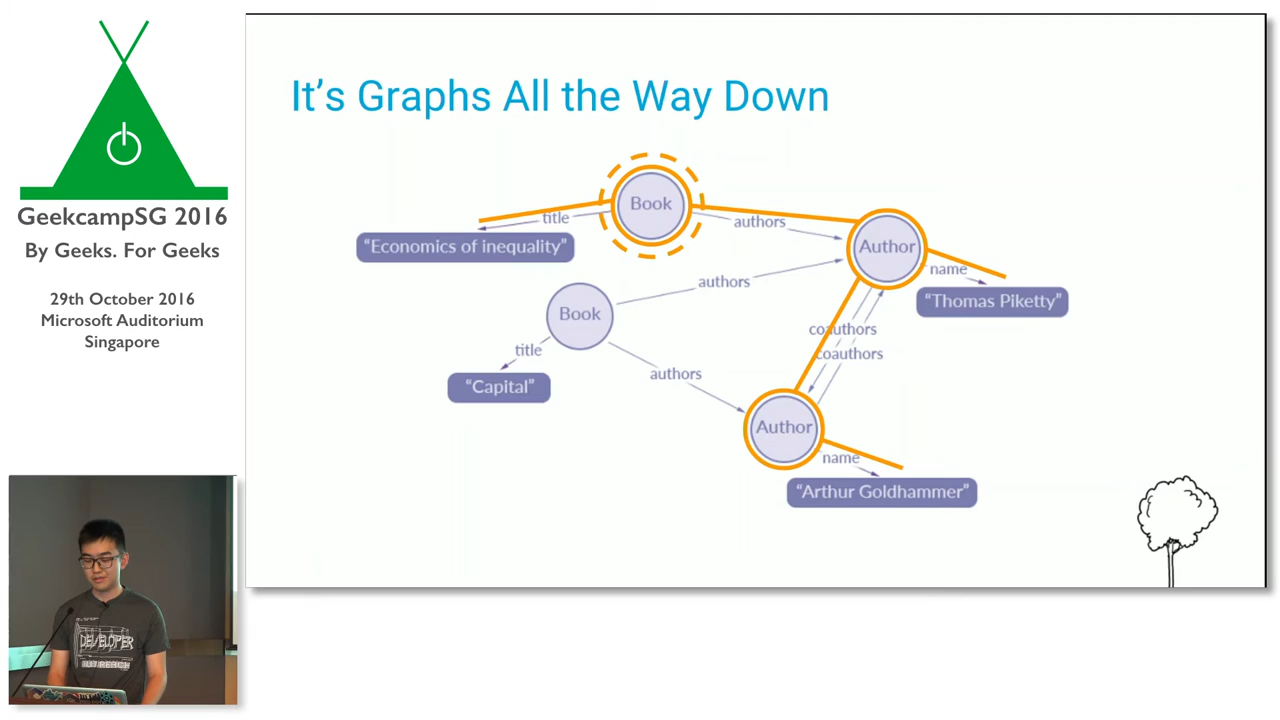 GeekcampSG 2016
By Geeks. For Geeks
29th October 2016
Microsoft Auditorium
Singapore
It's Graphs All the Way Down
Book
title
authors
"Economics of inequality"
Author
name
authors
"Thomas Piketty"
Book
coauthors
title
coauthors
"Capital"
authors
Author
name
"Arthur Goldhammer"
DEVELOPER
OUTREACH